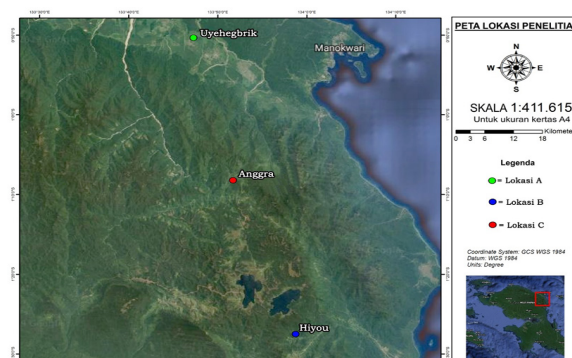 Uyehegbrik
Manokwari
Anggra
Hiyou
PETA LOKASI PENELITIA
N
W
E
S
SKALA 1:411.615
Untuk ukuran kertas A4
0 3 6 12 18 Kilomete
Legenda
= Lokasi A
= Lokasi B
= Lokasi C
Coordinate System: GCS WGS 1984
Datum: WGS 1984
Units: Degree